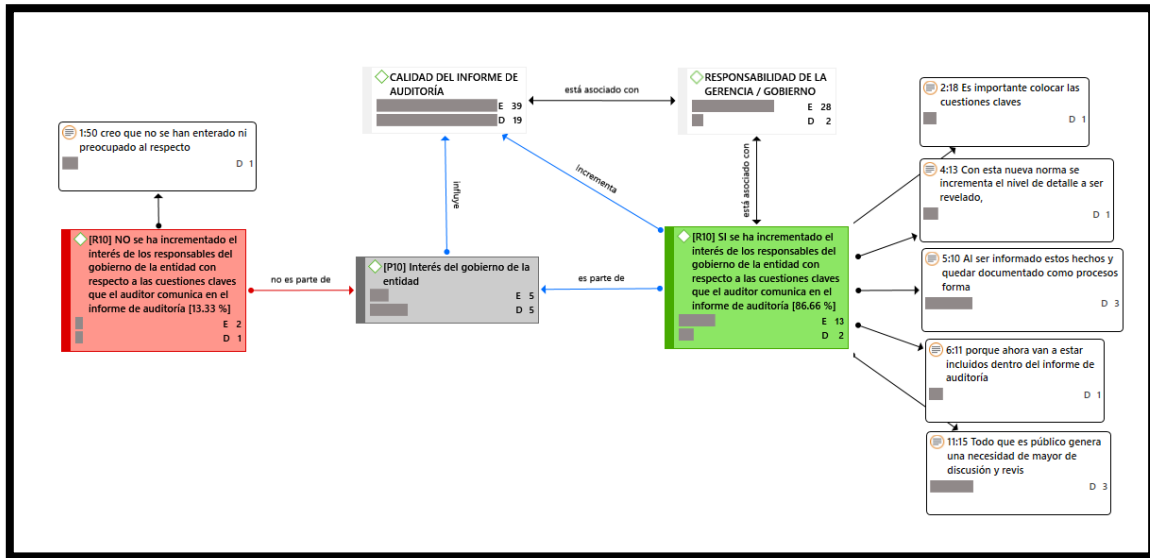 CALIDAD DEL INFORME DE
AUDITORÍA
E 39
D 19
está asociado con
RESPONSABILIDAD DE LA
GERENCIA / GOBIERNO
E 28
D 2
2:18 Es importante colocar las
cuestiones claves
D 1
1:50 creo que no se han enterado ni
preocupado al respecto
D 1
influye
incrementa
está asociado con
4:13 Con esta nueva norma se
incrementa el nivel de detalle a ser
revelado,
D 1
[R10] NO se ha incrementado el
interés de los responsables del
gobierno de la entidad con
respecto a las cuestiones claves
que el auditor comunica en el
informe de auditoría [13.33 %]
E 2
D 1
no es parte de
[P10] Interés del gobierno de la
entidad
E 5
D 5
es parte de
[R10] SI se ha incrementado el
interés de los responsables del
gobierno de la entidad con
respecto a las cuestiones claves
que el auditor comunica en el
informe de auditoría [86.66 %]
E 13
D 2
5:10 Al ser informado estos hechos y
quedar documentado como procesos
forma
D 3
6:11 porque ahora van a estar
incluidos dentro del informe de
auditoría
D 1
11:15 Todo que es público genera
una necesidad de mayor de
discusión y revis
D 3